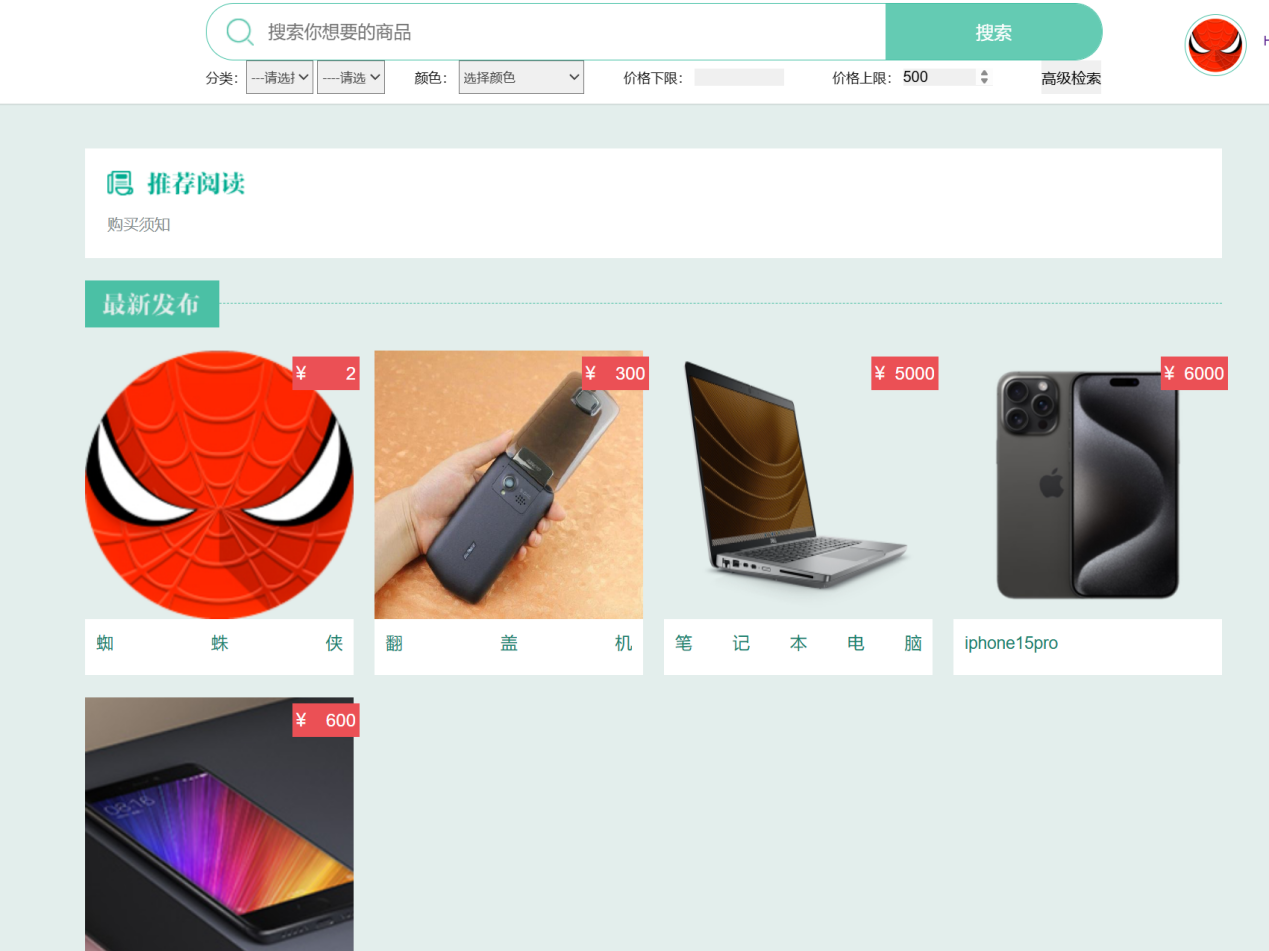 搜索你想要的商品
搜索
分类： ---请选择 ----请选 颜色： 选择颜色 价格下限： 价格上限： 500 高级检索
推荐阅读
购买须知
最新发布
¥ 2
¥ 300
¥ 5000
¥ 6000
蜘蛛侠
翻盖机
笔记本电脑
iphone15pro
¥ 600
08:16